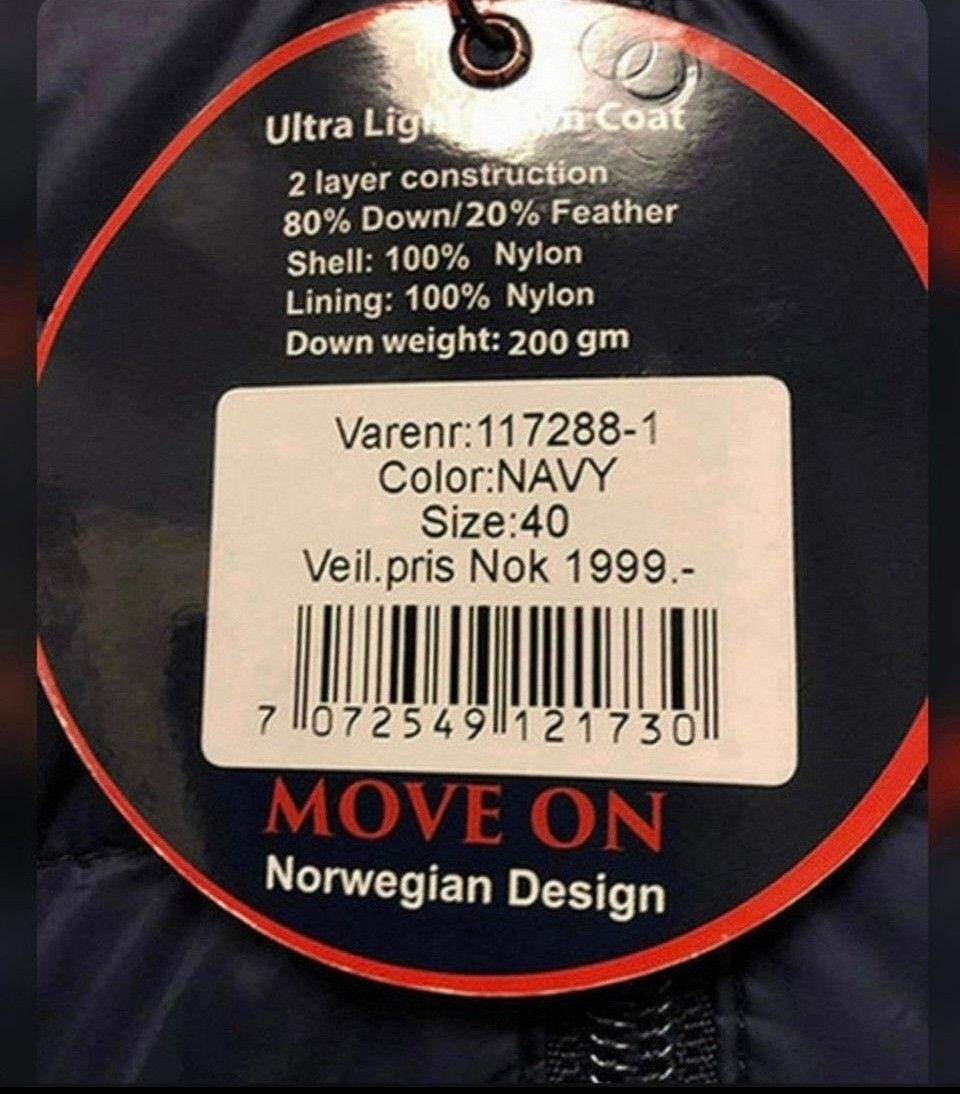 Ultra Coat
2 layer construction
80% Down/20% Feather
Shell: 100% Nylon
Lining: 100% Nylon
Down weight: 200 gm
Varenr:117288-1
Color:NAVY
Size:40
Veil.pris Nok 1999.-
7 072549 121730
MOVE ON
Norwegian Design